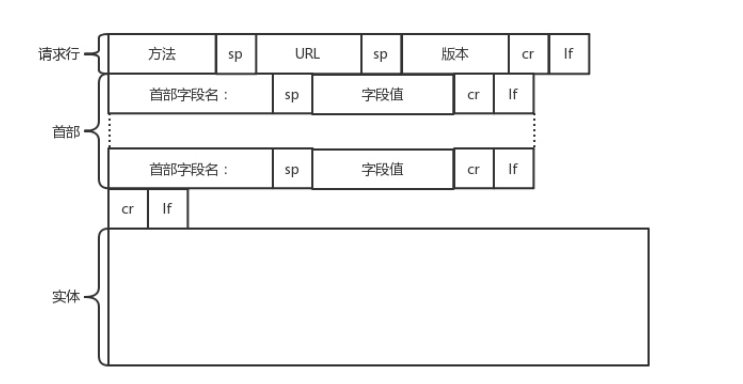 请求行 方法 sp URL sp 版本 cr lf
首部字段名： sp 字段值 cr lf
首部
首部字段名： sp 字段值 cr lf
cr lf
实体